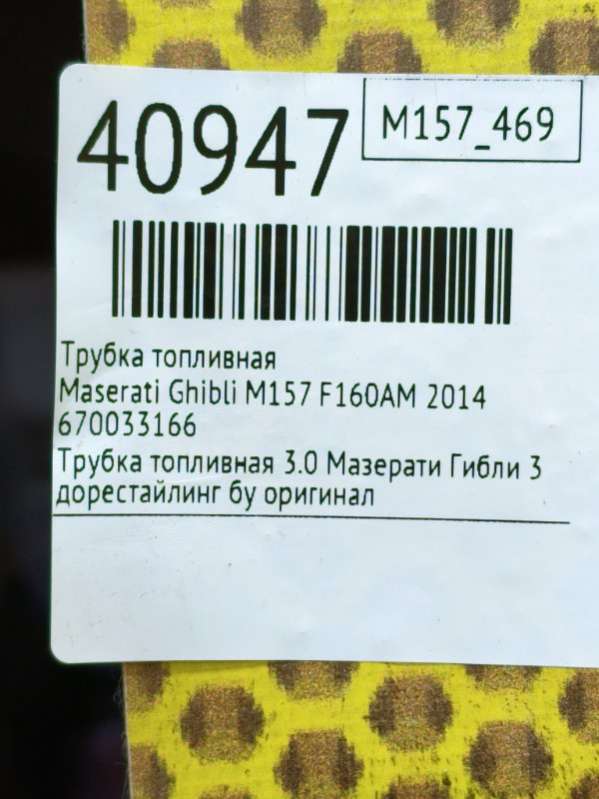 40947
M157_469
Трубка топливная
Maserati Ghibli M157 F160AM 2014
670033166
Трубка топливная 3.0 Мазерати Гибли 3
дорестайлинг бу оригинал